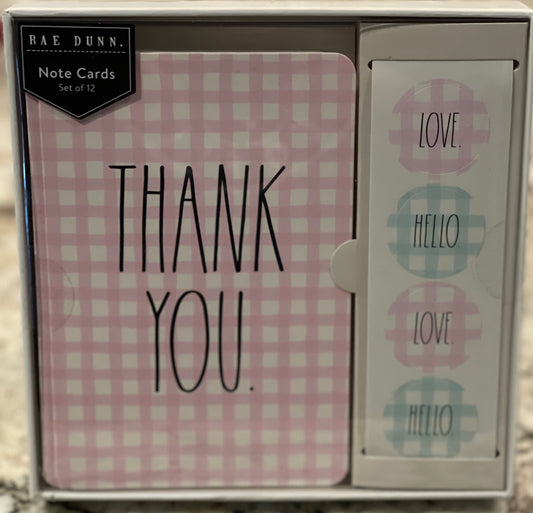 RAE DUNN.
Note Cards
Set of 12
THANK
YOU.
LOVE.
HELLO.
LOVE.
HELLO.